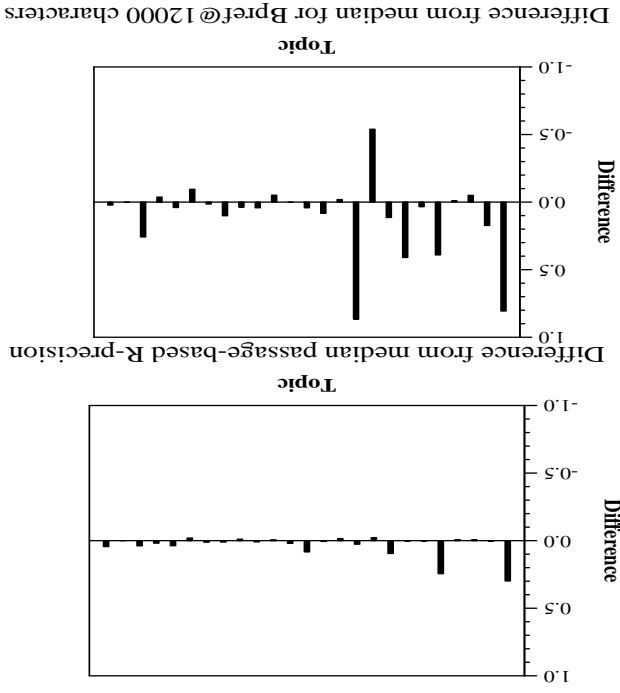 1.0
0.5
0.0
-0.5
-1.0
Difference
Topic
Difference from median passage-based R-precision
1.0
0.5
0.0
-0.5
-1.0
Difference
Topic
Difference from median for Bpref@12000 characters